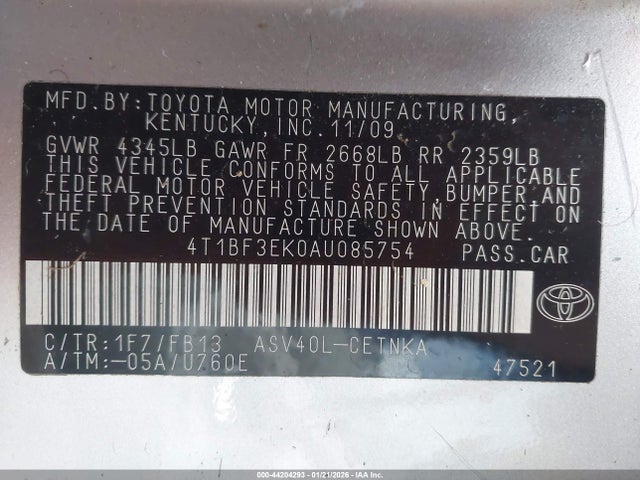 MFD.BY:TOYOTA MOTOR MANUFACTURING,
KENTUCKY,INC.11/09
GVWR 4345LB GAWR FR 2668LB RR 2359LB
THIS VEHICLE CONFORMS TO ALL APPLICABLE
FEDERAL MOTOR VEHICLE SAFETY,BUMPER,AND
THEFT PREVENTION STANDARDS IN EFFECT ON
THE DATE OF MANUFACTURE SHOWN ABOVE.
4T1BF3EK0AU085754 PASS.CAR
C/TR:1F7/FB13 ASV40L-CETNKA
A/TM:-05A/U760E 47521
000-44204293 - 01/21/2026 - IAA Inc.